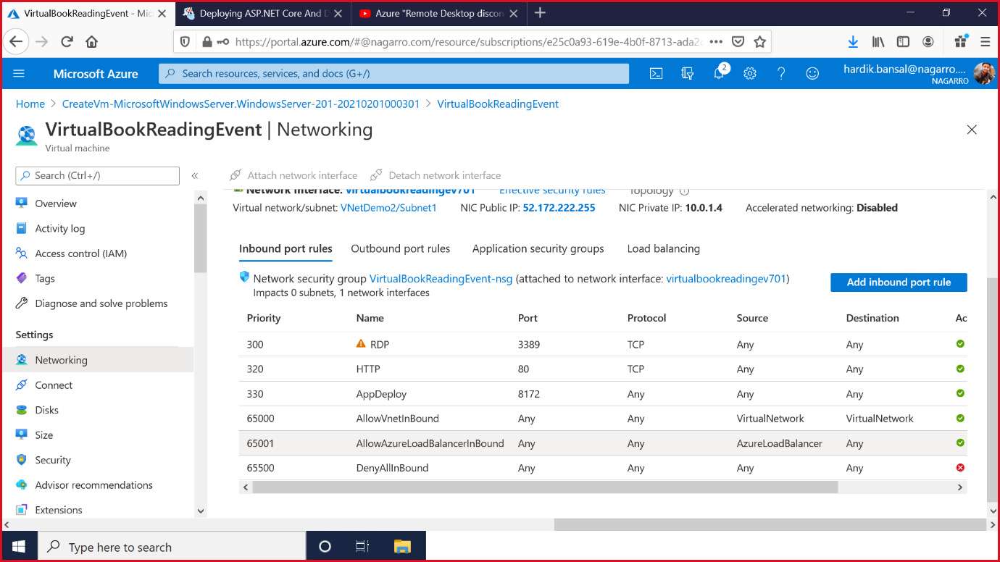 VirtualBookReadingEvent - Mic
Deploying ASP.NET Core And D
Azure "Remote Desktop discon
https://portal.azure.com/#@nagarro.com/resource/subscriptions/e25c0a93-619e-4b0f-8713-ada2c
Microsoft Azure
Search resources, services, and docs (G+/)
2
hardik.bansal@nagarro....
NAGARRO
Home > CreateVm-MicrosoftWindowsServer.WindowsServer-201-20210201000301 > VirtualBookReadingEvent
VirtualBookReadingEvent | Networking
Virtual machine
Search (Ctrl+/)
«
Overview
Activity log
Access control (IAM)
Tags
Diagnose and solve problems
Settings
Networking
Connect
Disks
Size
Security
Advisor recommendations
Extensions
Attach network interface Detach network interface
Network Interface: virtualbookreadingev701 Effective security rules Topology
Virtual network/subnet: VNetDemo2/Subnet1 NIC Public IP: 52.172.222.255 NIC Private IP: 10.0.1.4 Accelerated networking: Disabled
Inbound port rules Outbound port rules Application security groups Load balancing
Network security group VirtualBookReadingEvent-nsg (attached to network interface: virtualbookreadingev701)
Impacts 0 subnets, 1 network interfaces
Add inbound port rule
Priority Name Port Protocol Source Destination Ac
300 RDP 3389 TCP Any Any
320 HTTP 80 TCP Any Any
330 AppDeploy 8172 Any Any Any
65000 AllowVnetInBound Any Any VirtualNetwork VirtualNetwork
65001 AllowAzureLoadBalancerInBound Any Any AzureLoadBalancer Any
65500 DenyAllInBound Any Any Any Any
Type here to search